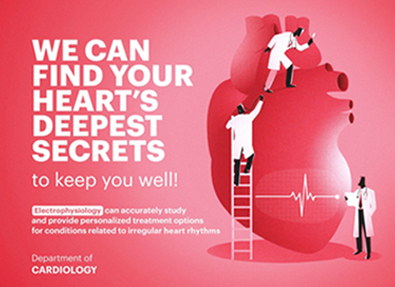 WE CAN
FIND YOUR
HEART'S
DEEPEST
SECRETS
to keep you well!
Electrophysiology can accurately study
and provide personalized treatment options
for conditions related to irregular heart rhythms
Department of
CARDIOLOGY